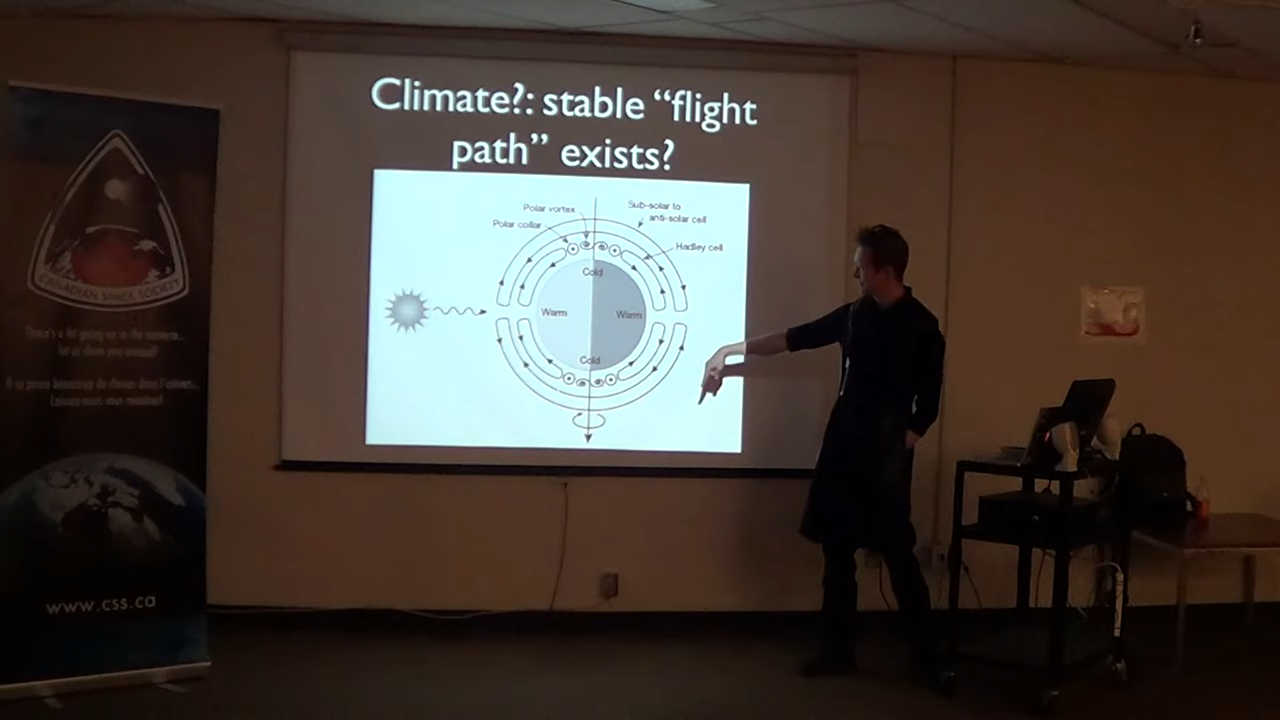 Climate?: stable “flight
path” exists?
Polar vortex
Sub-solar to
anti-solar cell
Polar collar
Hadley cell
Cold
Warm
Warm
Cold
CANADIAN SPACE SOCIETY
There's a lot going on in the universe...
let us show you around!
Il se passe beaucoup de choses dans l'univers...
Laissez-nous vous montrer!
www.css.ca